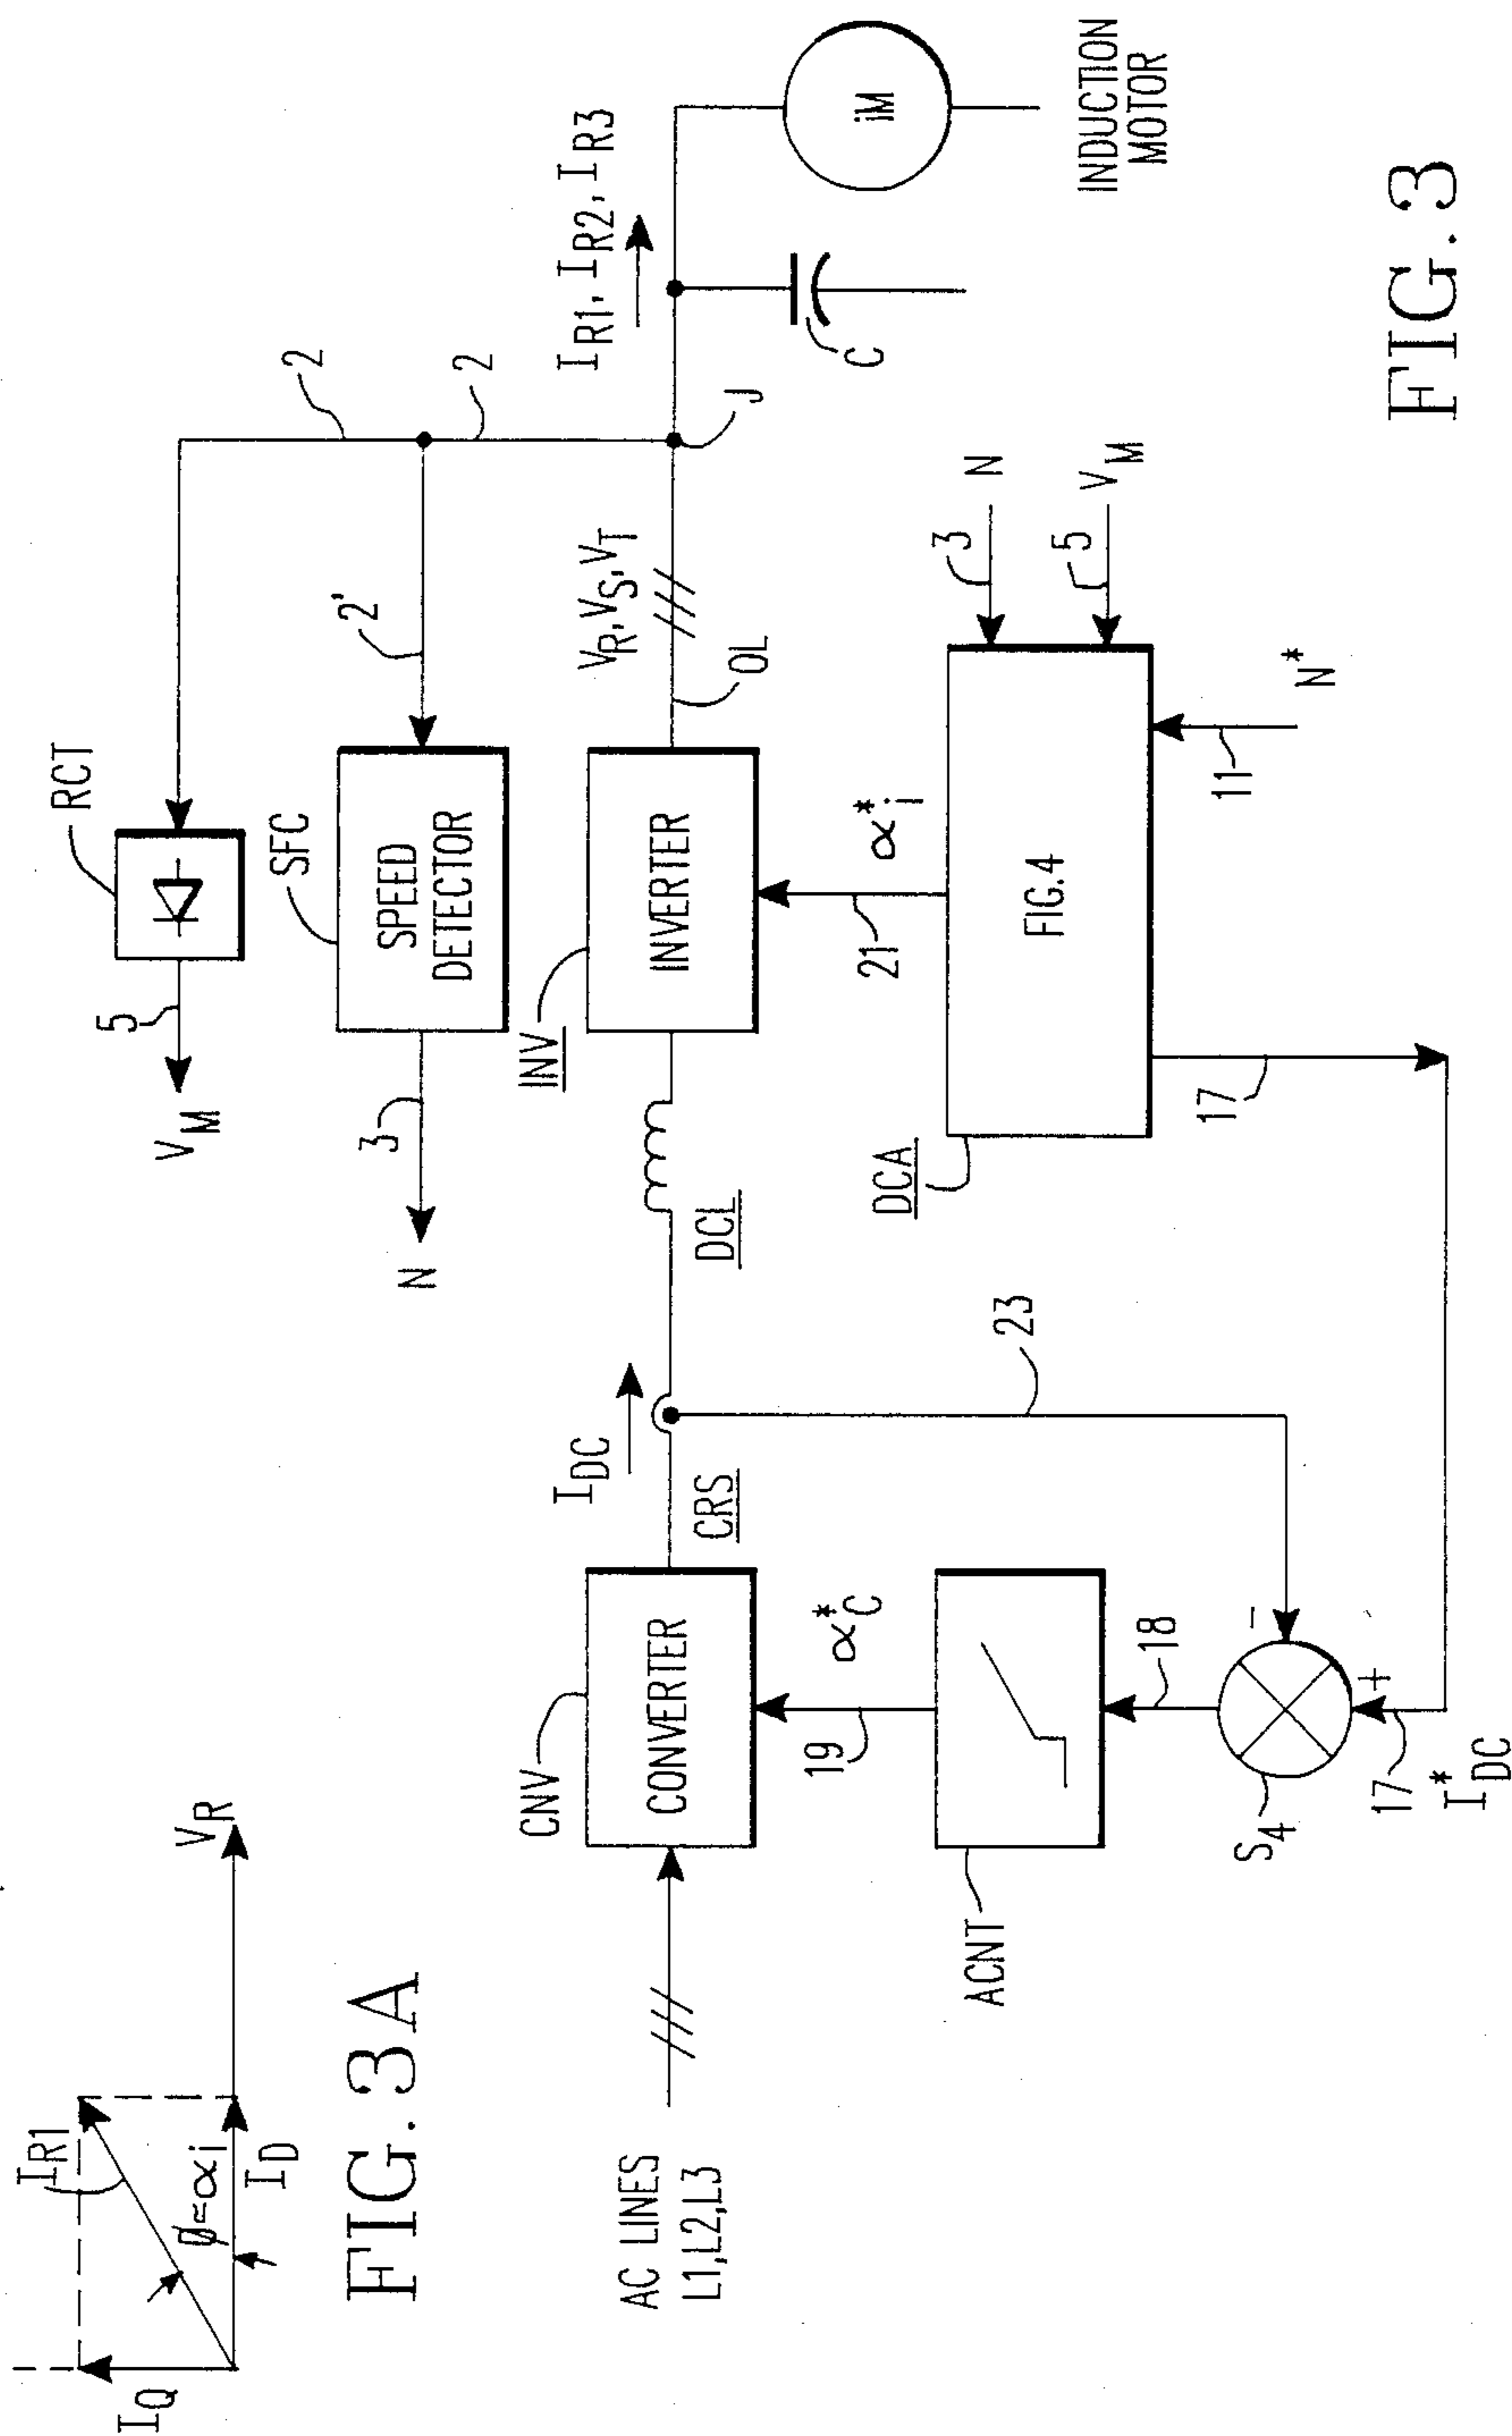 I_Q
I_R1
Ø=α_i
I_D
V_R
FIG. 3A
V_M
5
RCT
2
N
3
SFC
SPEED
DETECTOR
2'
2
I_R1, I_R2, I_R3
AC LINES
L1,L2,L3
CNV
CONVERTER
CRS
I_DC
DCL
INV
INVERTER
OL
V_R, V_S, V_T
J
C
iM
INDUCTION
MOTOR
19
α*_C
21
α*_i
ACNT
18
23
DCA
FIG.4
3
N
5
V_M
11
N*
S_4
-
+
17
I*_DC
17
FIG. 3